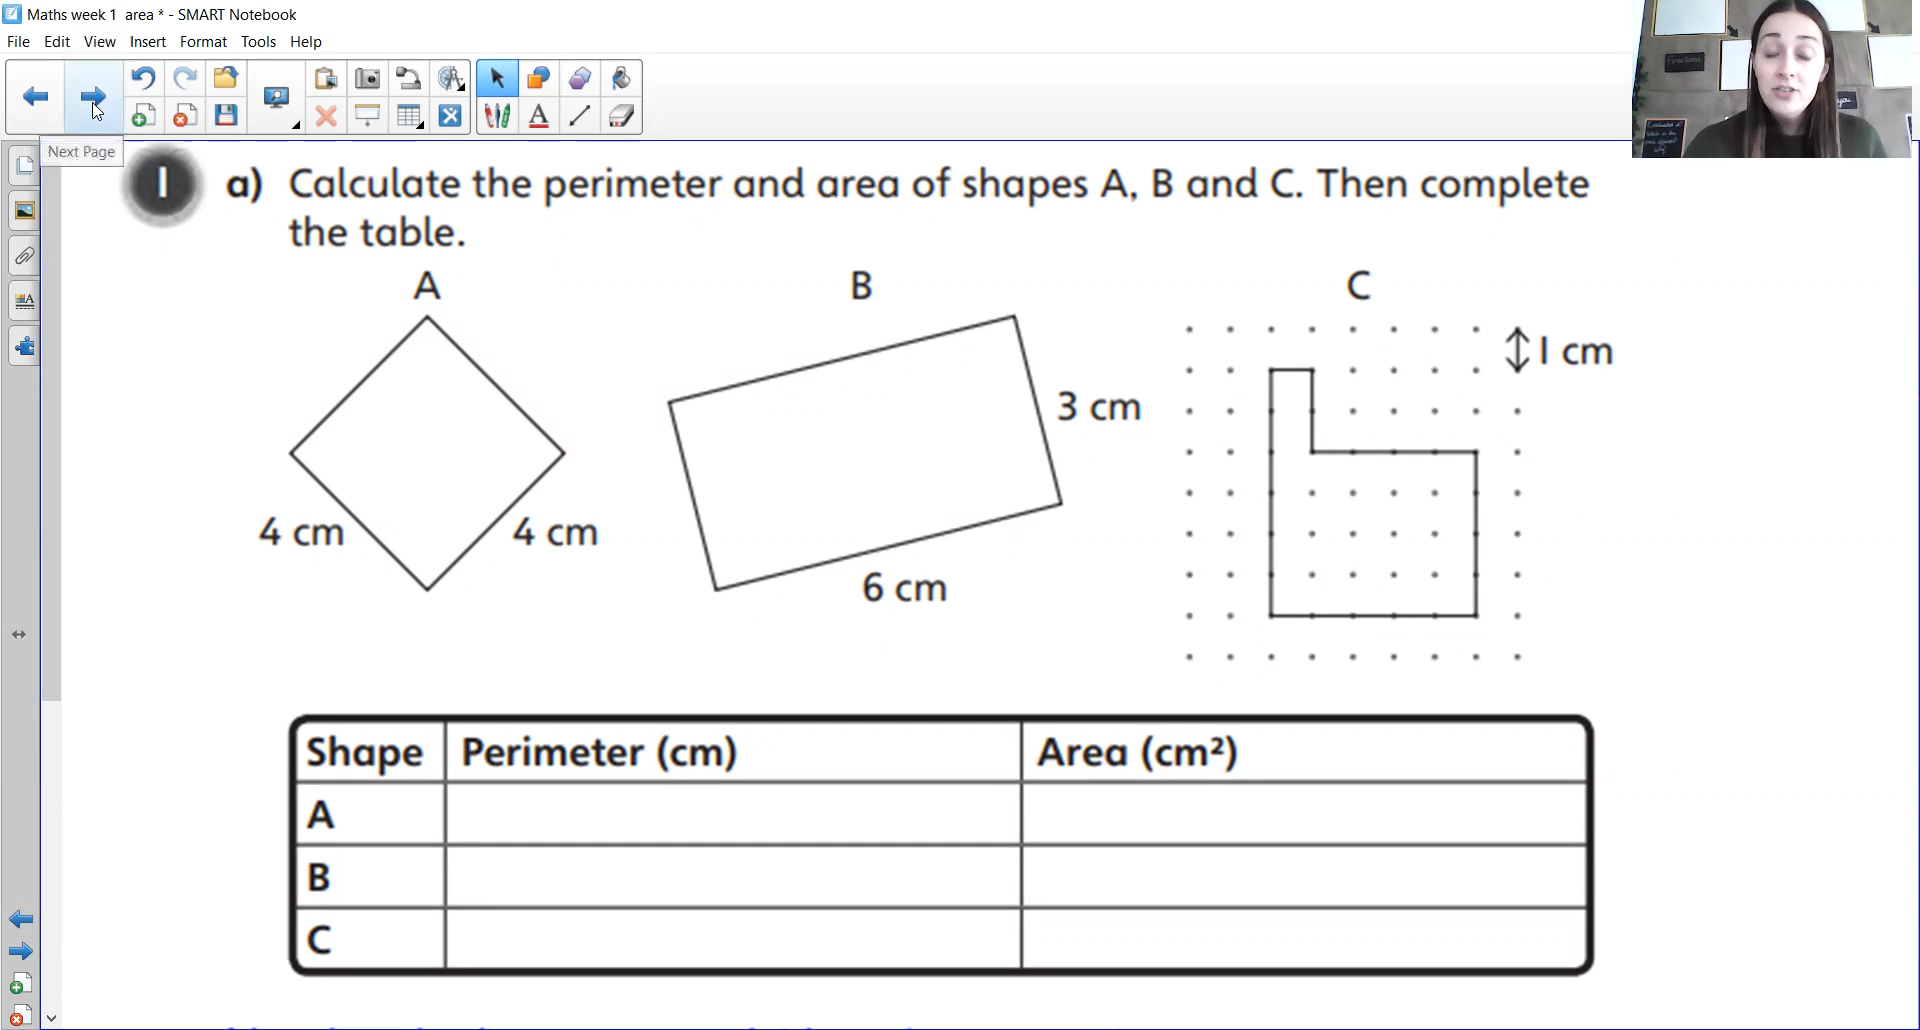 Maths week 1 area * - SMART Notebook
File Edit View Insert Format Tools Help
Next Page
1 a) Calculate the perimeter and area of shapes A, B and C. Then complete
the table.
A B C
1 cm
3 cm
4 cm 4 cm
6 cm
Shape Perimeter (cm) Area (cm²)
A
B
C